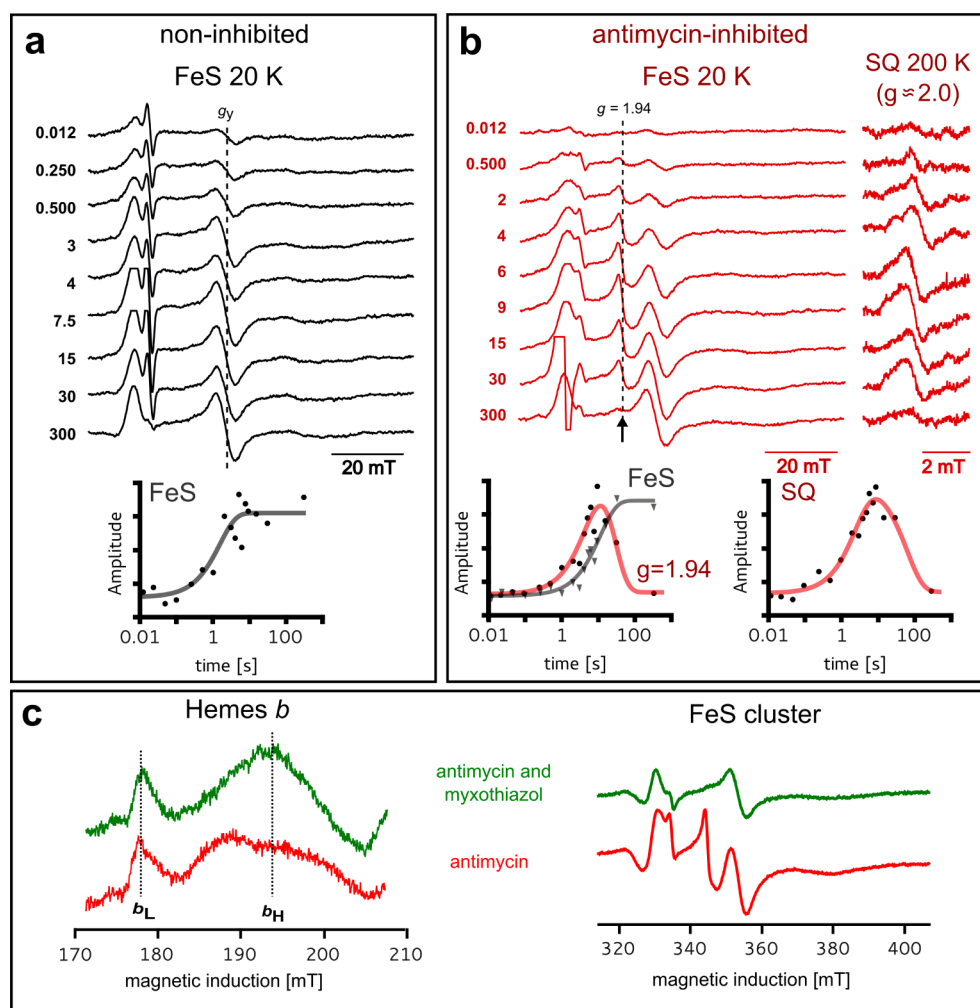 a
non-inhibited
FeS 20 K
gy
0.012
0.250
0.500
3
4
7.5
15
30
300
20 mT
FeS
Amplitude
0.01
1
100
time [s]
b
antimycin-inhibited
FeS 20 K
SQ 200 K
(g ≈ 2.0)
g = 1.94
0.012
0.500
2
4
6
9
15
30
300
20 mT
2 mT
FeS
g=1.94
Amplitude
0.01
1
100
time [s]
SQ
Amplitude
0.01
1
100
time [s]
c
Hemes b
FeS cluster
antimycin and
myxothiazol
antimycin
bL
bH
170
180
190
200
210
magnetic induction [mT]
320
340
360
380
400
magnetic induction [mT]